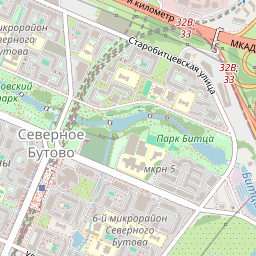 й километр
32В;
33
МКАД
Старобитцевская улица
32В;
33
микрорайон
Северного
Бутова
парк
Северное
Бутово
Парк Битца
мкрн 5
6-й микрорайон
Северного
Бутова